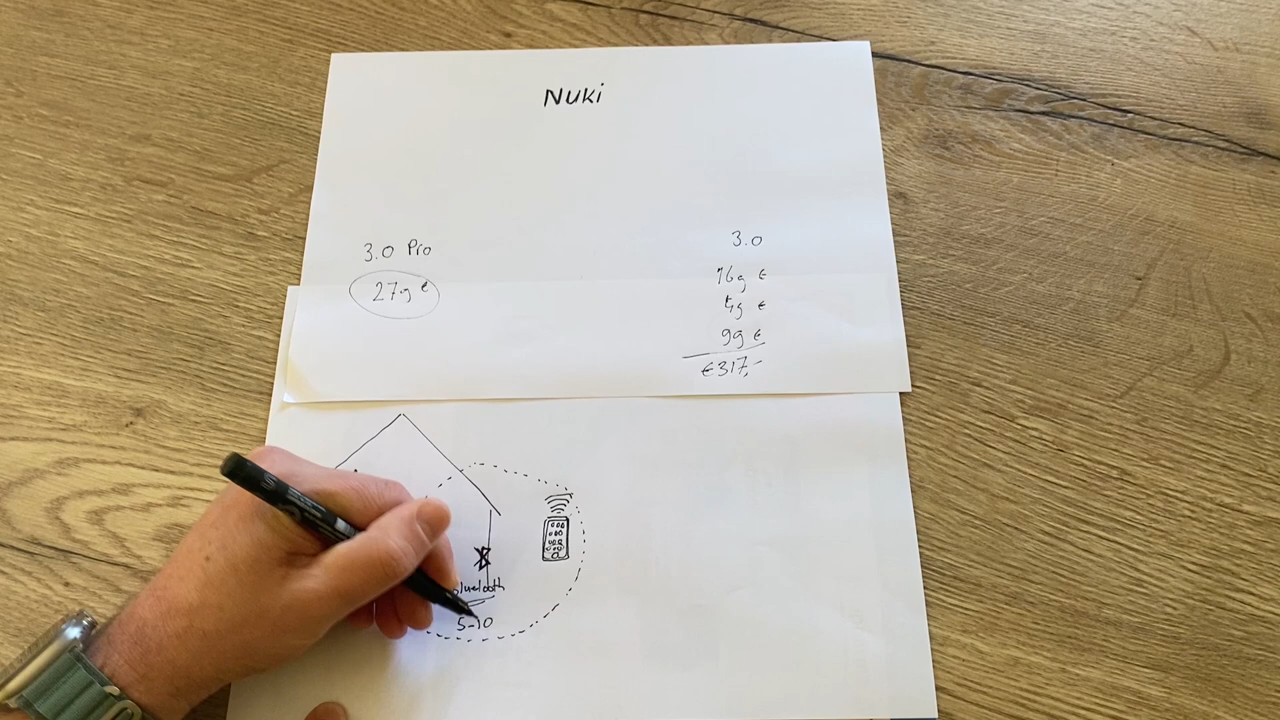 Nuki
3.0 Pro
279 €
3.0
169 €
49 €
99 €
€317,-
bluetooth
5-10